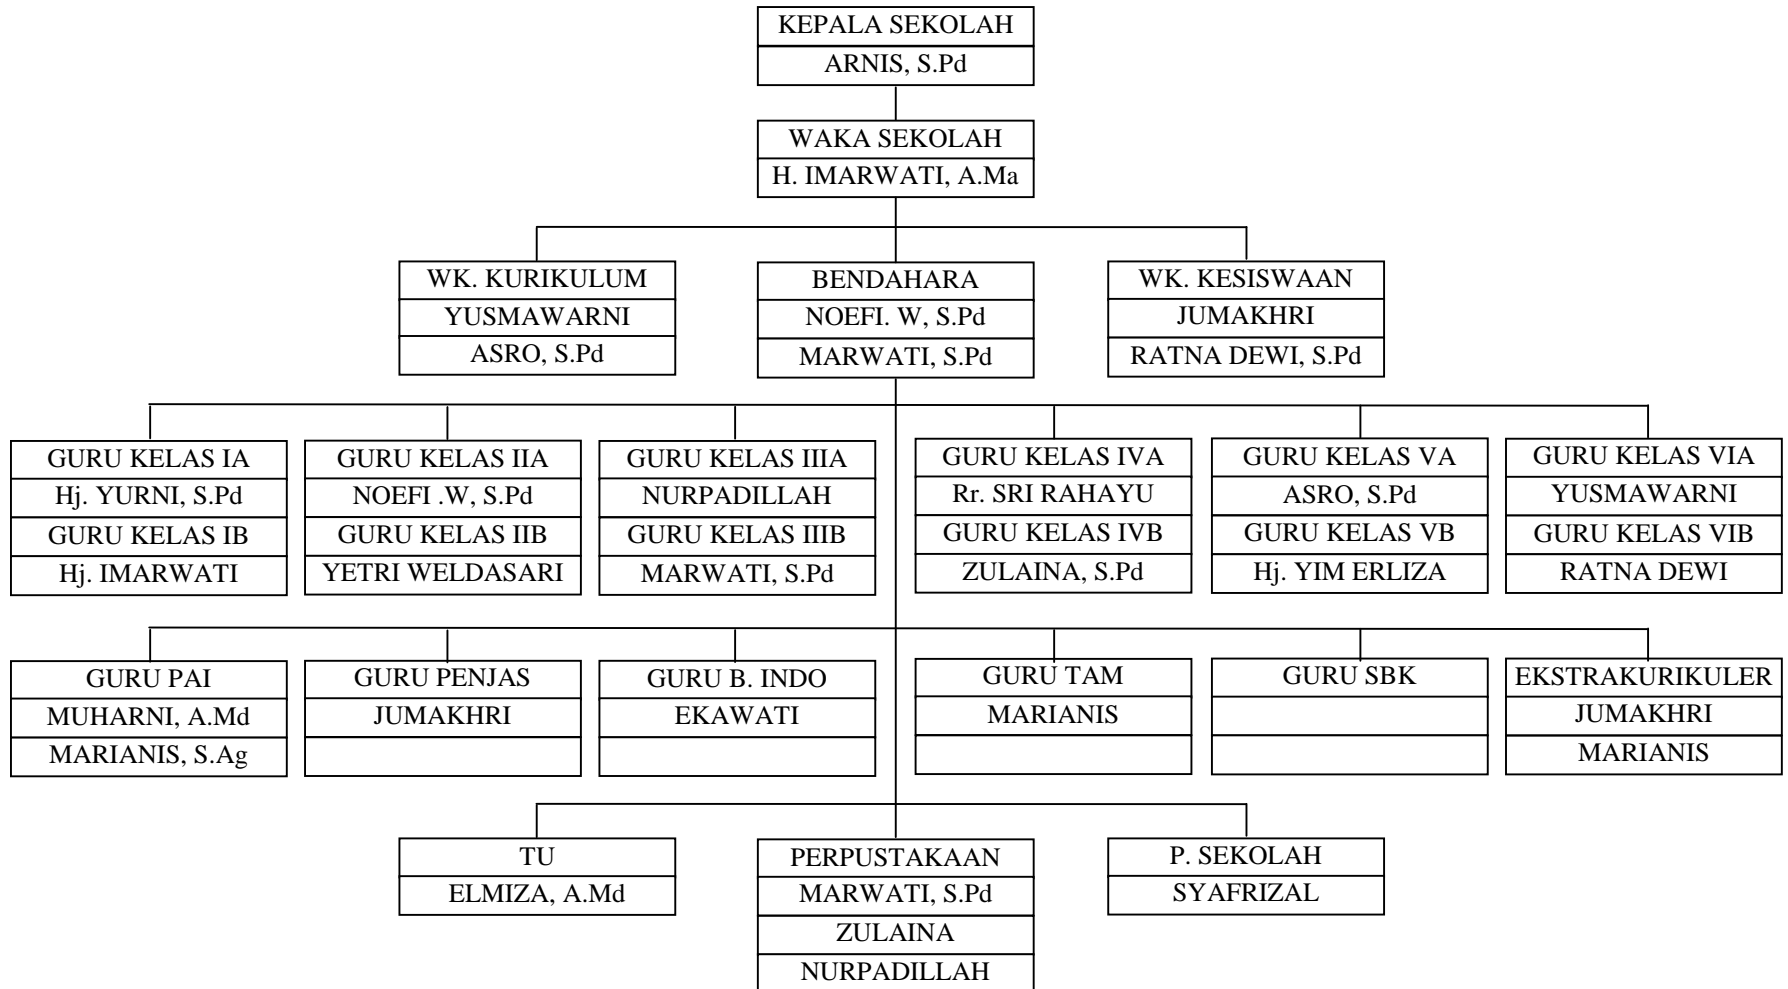 KEPALA SEKOLAH
ARNIS, S.Pd
WAKA SEKOLAH
H. IMARWATI, A.Ma
WK. KURIKULUM
YUSMAWARNI
ASRO, S.Pd
BENDAHARA
NOEFI. W, S.Pd
MARWATI, S.Pd
WK. KESISWAAN
JUMAKHRI
RATNA DEWI, S.Pd
GURU KELAS IA
Hj. YURNI, S.Pd
GURU KELAS IB
Hj. IMARWATI
GURU KELAS IIA
NOEFI .W, S.Pd
GURU KELAS IIB
YETRI WELDASARI
GURU KELAS IIIA
NURPADILLAH
GURU KELAS IIIB
MARWATI, S.Pd
GURU KELAS IVA
Rr. SRI RAHAYU
GURU KELAS IVB
ZULAINA, S.Pd
GURU KELAS VA
ASRO, S.Pd
GURU KELAS VB
Hj. YIM ERLIZA
GURU KELAS VIA
YUSMAWARNI
GURU KELAS VIB
RATNA DEWI
GURU PAI
MUHARNI, A.Md
MARIANIS, S.Ag
GURU PENJAS
JUMAKHRI
GURU B. INDO
EKAWATI
GURU TAM
MARIANIS
GURU SBK
EKSTRAKURIKULER
JUMAKHRI
MARIANIS
TU
ELMIZA, A.Md
PERPUSTAKAAN
MARWATI, S.Pd
ZULAINA
NURPADILLAH
P. SEKOLAH
SYAFRIZAL